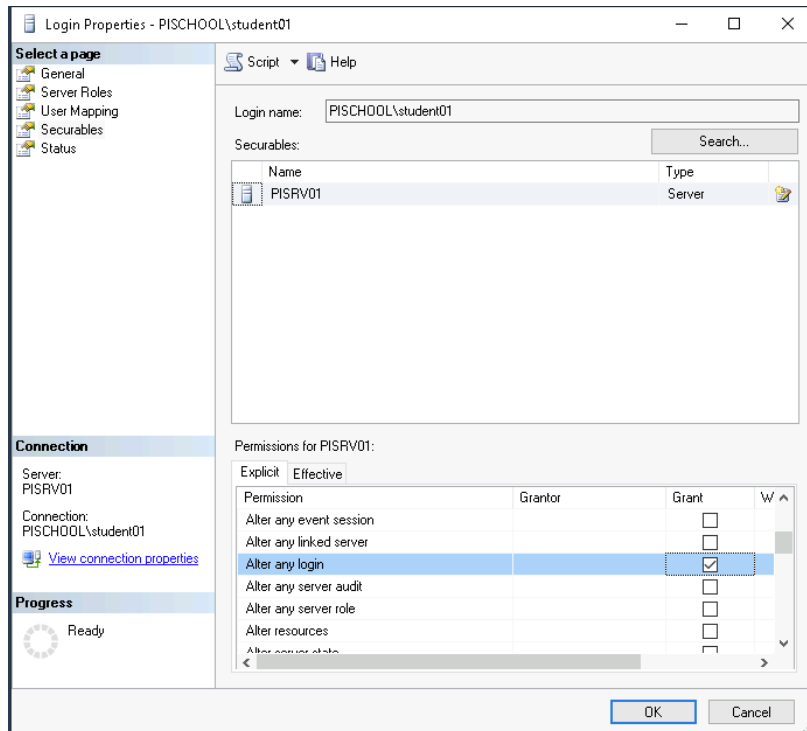 Login Properties - PISCHOOL\student01
Select a page
General
Server Roles
User Mapping
Securables
Status
Script
Help
Login name:
PISCHOOL\student01
Securables:
Search...
Name
Type
PISRV01
Server
Connection
Server:
PISRV01
Connection:
PISCHOOL\student01
View connection properties
Progress
Ready
Permissions for PISRV01:
Explicit
Effective
Permission
Grantor
Grant
W
Alter any event session
Alter any linked server
Alter any login
Alter any server audit
Alter any server role
Alter resources
Alter server state
OK
Cancel